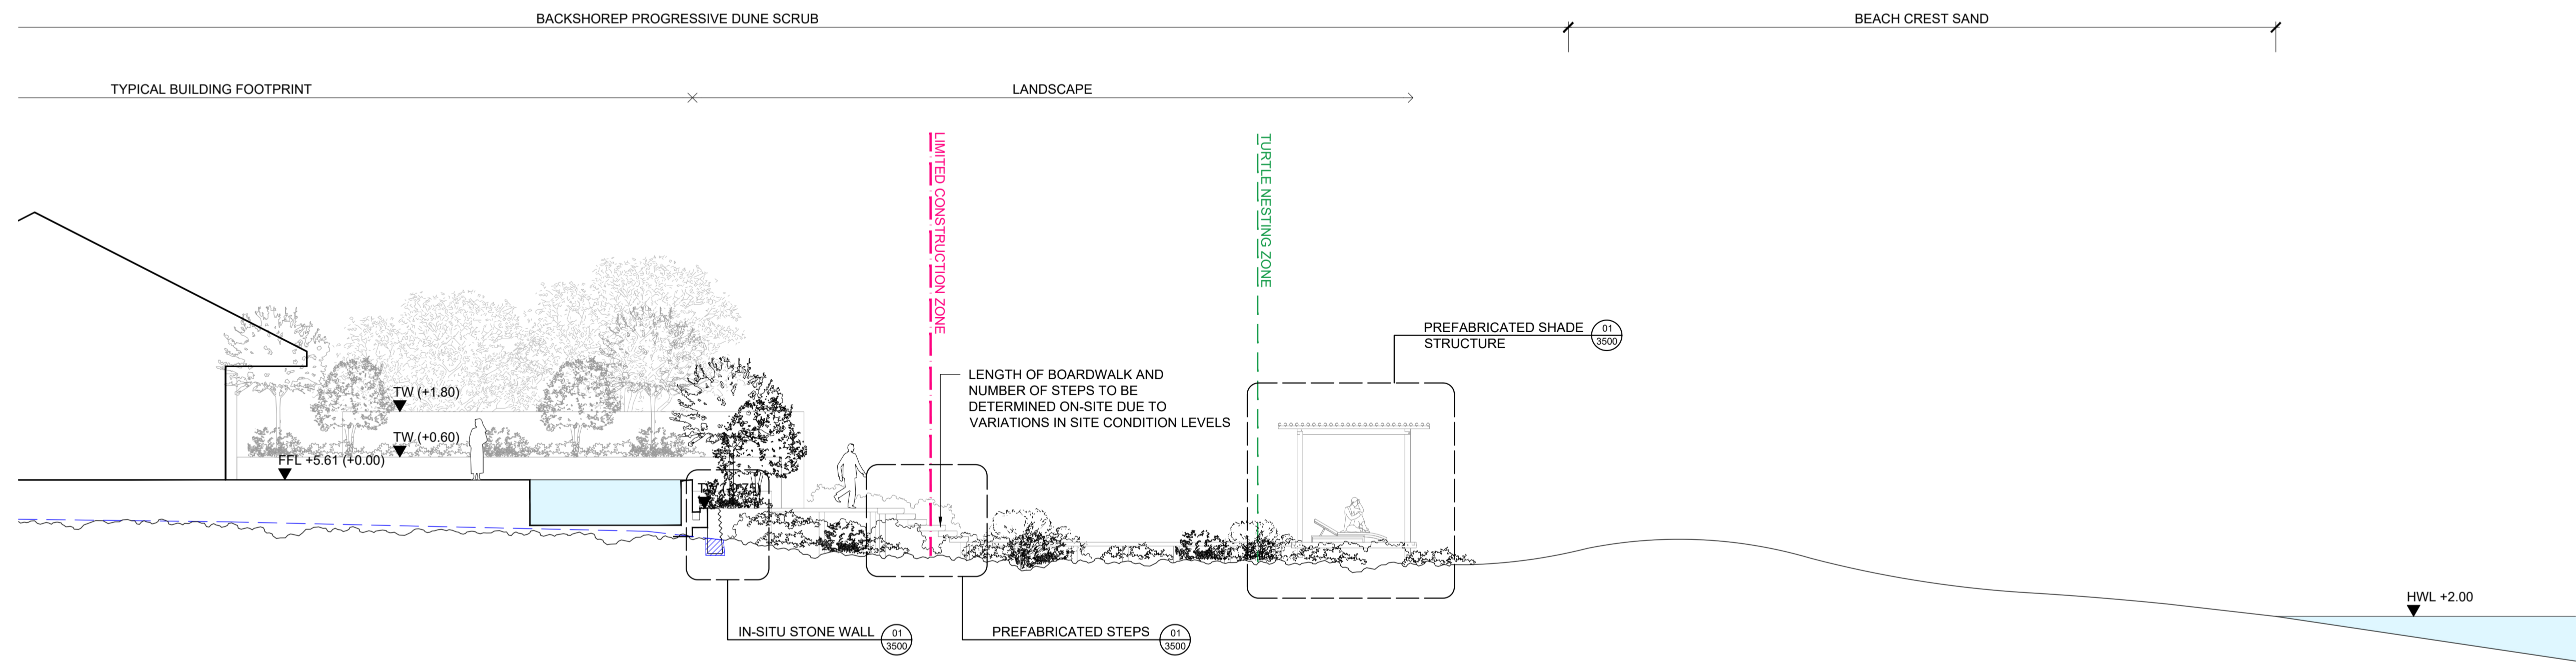 BACKSHOREP PROGRESSIVE DUNE SCRUB
BEACH CREST SAND
TYPICAL BUILDING FOOTPRINT
LANDSCAPE
LIMITED CONSTRUCTION ZONE
TURTLE NESTING ZONE
PREFABRICATED SHADE
STRUCTURE
01
3500
LENGTH OF BOARDWALK AND
NUMBER OF STEPS TO BE
DETERMINED ON-SITE DUE TO
VARIATIONS IN SITE CONDITION LEVELS
TW (+1.80)
TW (+0.60)
FFL +5.61 (+0.00)
HWL +2.00
IN-SITU STONE WALL
01
3500
PREFABRICATED STEPS
01
3500